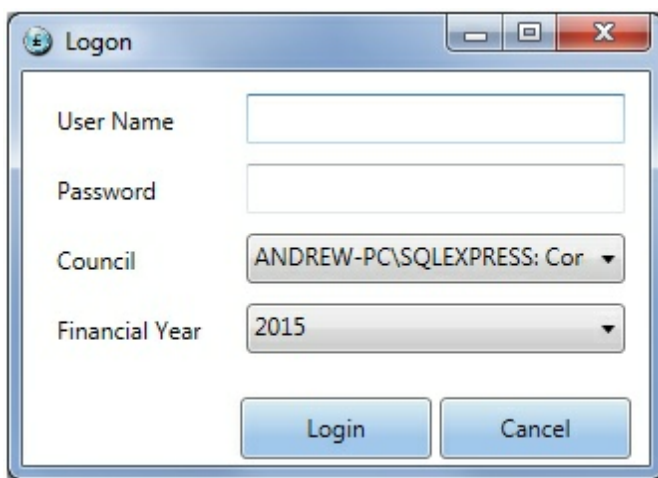 Logon
User Name
Password
Council ANDREW-PC\SQLEXPRESS: Cor
Financial Year 2015
Login Cancel